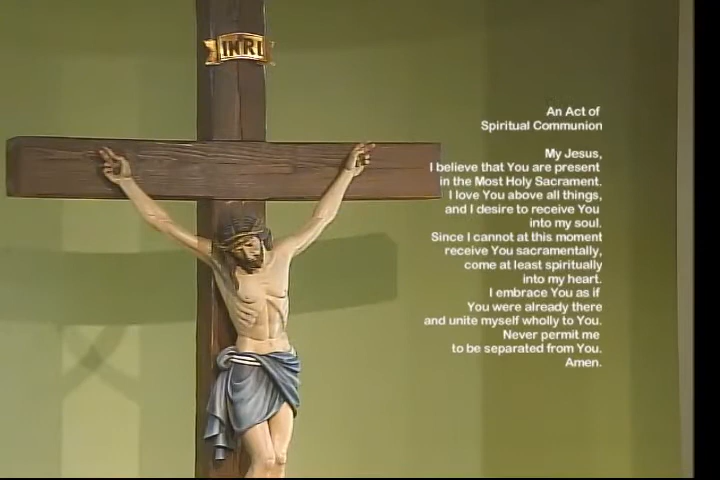 INRI
An Act of
Spiritual Communion
My Jesus,
I believe that You are present
in the Most Holy Sacrament.
I love You above all things,
and I desire to receive You
into my soul.
Since I cannot at this moment
receive You sacramentally,
come at least spiritually
into my heart.
I embrace You as if
You were already there
and unite myself wholly to You.
Never permit me
to be separated from You.
Amen.